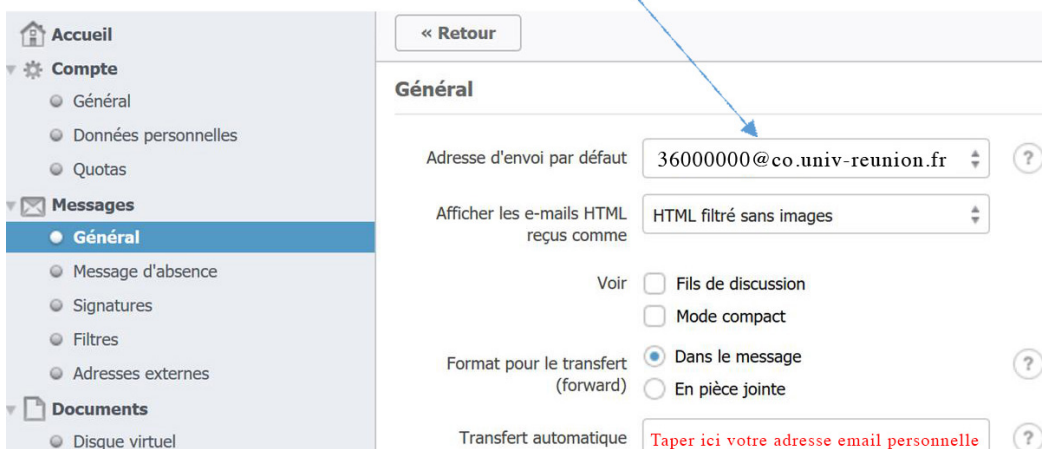 Accueil
Compte
Général
Données personnelles
Quotas
Messages
Général
Message d'absence
Signatures
Filtres
Adresses externes
Documents
Disque virtuel
« Retour
Général
Adresse d'envoi par défaut
36000000@co.univ-reunion.fr
?
Afficher les e-mails HTML
reçus comme
HTML filtré sans images
Voir
Fils de discussion
Mode compact
Format pour le transfert
(forward)
Dans le message
En pièce jointe
?
Transfert automatique
Taper ici votre adresse email personnelle
?